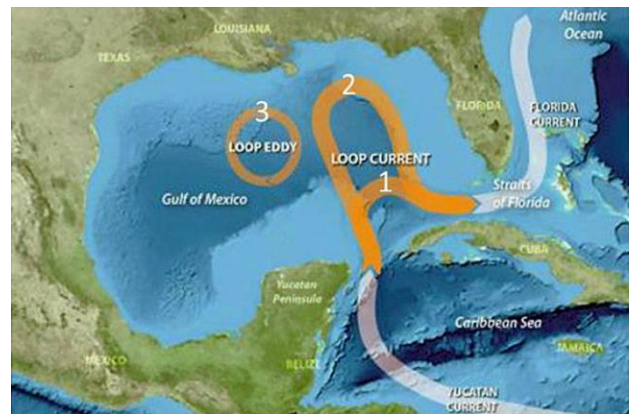 LOUISIANA
Atlantic
Ocean
TEXAS
2
3
FLORIDA
FLORIDA
CURRENT
LOOP EDDY
LOOP CURRENT
1
Gulf of Mexico
Straits
of Florida
CUBA
Yucatan
Peninsula
Caribbean Sea
MEXICO
BELIZE
JAMAICA
YUCATAN
CURRENT